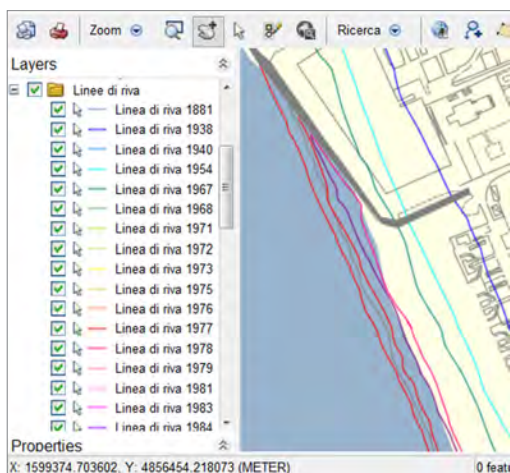 Zoom Ricerca
Layers
Linee di riva
Linea di riva 1881
Linea di riva 1938
Linea di riva 1940
Linea di riva 1954
Linea di riva 1967
Linea di riva 1968
Linea di riva 1971
Linea di riva 1972
Linea di riva 1973
Linea di riva 1975
Linea di riva 1976
Linea di riva 1977
Linea di riva 1978
Linea di riva 1979
Linea di riva 1981
Linea di riva 1983
Linea di riva 1984
Properties
X: 1599374.703602, Y: 4856454.218073 (METER) 0 featu